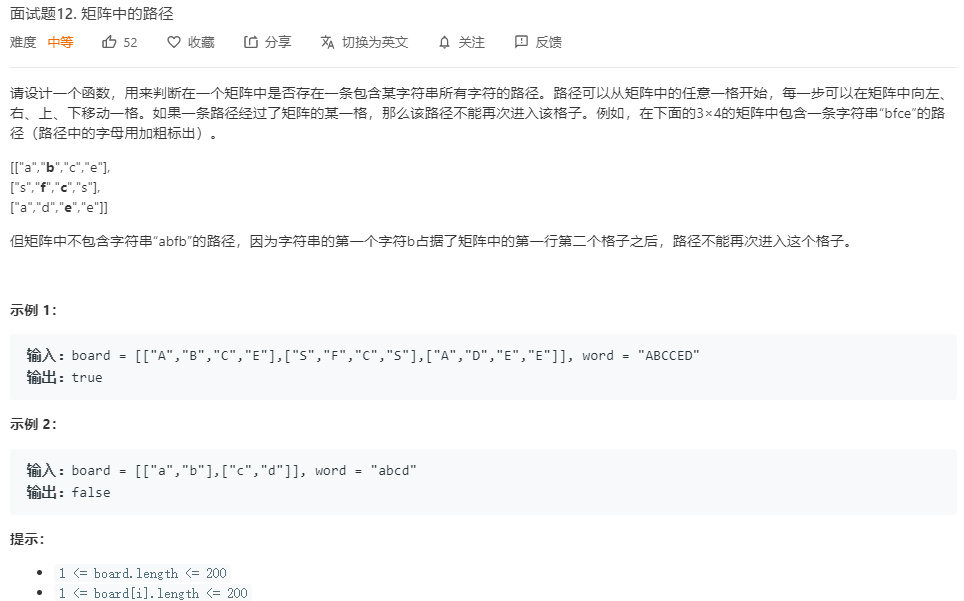 面试题12. 矩阵中的路径
难度 中等 52 收藏 分享 切换为英文 关注 反馈
请设计一个函数，用来判断在一个矩阵中是否存在一条包含某字符串所有字符的路径。路径可以从矩阵中的任意一格开始，每一步可以在矩阵中向左、
右、上、下移动一格。如果一条路径经过了矩阵的某一格，那么该路径不能再次进入该格子。例如，在下面的3×4的矩阵中包含一条字符串“bfce”的路
径（路径中的字母用加粗标出）。
[["a","b","c","e"],
["s","f","c","s"],
["a","d","e","e"]]
但矩阵中不包含字符串“abfb”的路径，因为字符串的第一个字符b占据了矩阵中的第一行第二个格子之后，路径不能再次进入这个格子。
示例 1：
输入：board = [["A","B","C","E"],["S","F","C","S"],["A","D","E","E"]], word = "ABCCED"
输出：true
示例 2：
输入：board = [["a","b"],["c","d"]], word = "abcd"
输出：false
提示：
1 <= board.length <= 200
1 <= board[i].length <= 200